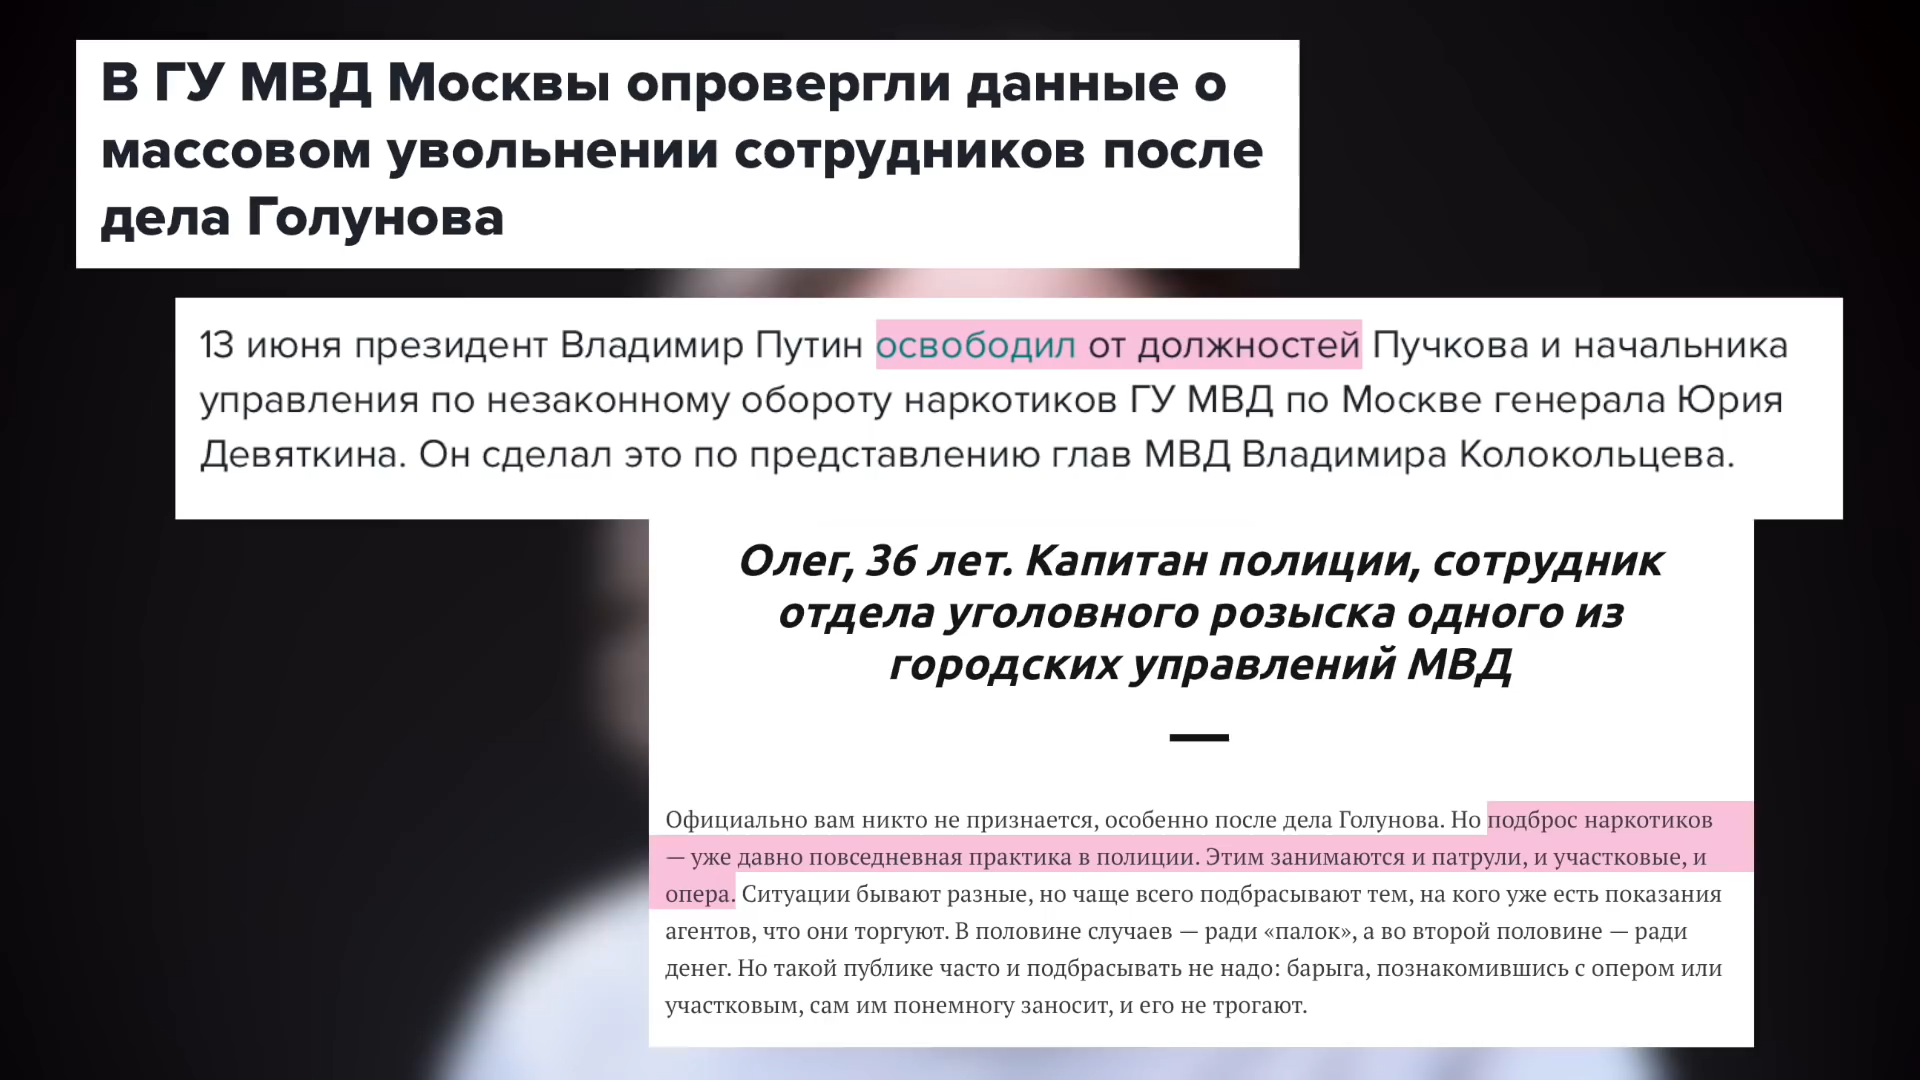 В ГУ МВД Москвы опровергли данные о
массовом увольнении сотрудников после
дела Голунова
13 июня президент Владимир Путин освободил от должностей Пучкова и начальника
управления по незаконному обороту наркотиков ГУ МВД по Москве генерала Юрия
Девяткина. Он сделал это по представлению глав МВД Владимира Колокольцева.
Олег, 36 лет. Капитан полиции, сотрудник
отдела уголовного розыска одного из
городских управлений МВД
Официально вам никто не признается, особенно после дела Голунова. Но подброс наркотиков
— уже давно повседневная практика в полиции. Этим занимаются и патрули, и участковые, и
опера. Ситуации бывают разные, но чаще всего подбрасывают тем, на кого уже есть показания
агентов, что они торгуют. В половине случаев — ради «палок», а во второй половине — ради
денег. Но такой публике часто и подбрасывать не надо: барыга, познакомившись с опером или
участковым, сам им понемногу заносит, и его не трогают.